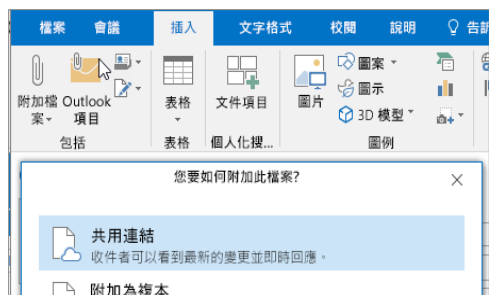 檔案 會議 插入 文字格式 校閱 說明 告訴
附加檔案 Outlook 項目 表格 文件項目 圖片 圖案 圖示 3D 模型
包括 表格 個人化搜... 圖例
您要如何附加此檔案?
共用連結
收件者可以看到最新的變更並即時回應。
附加為複本